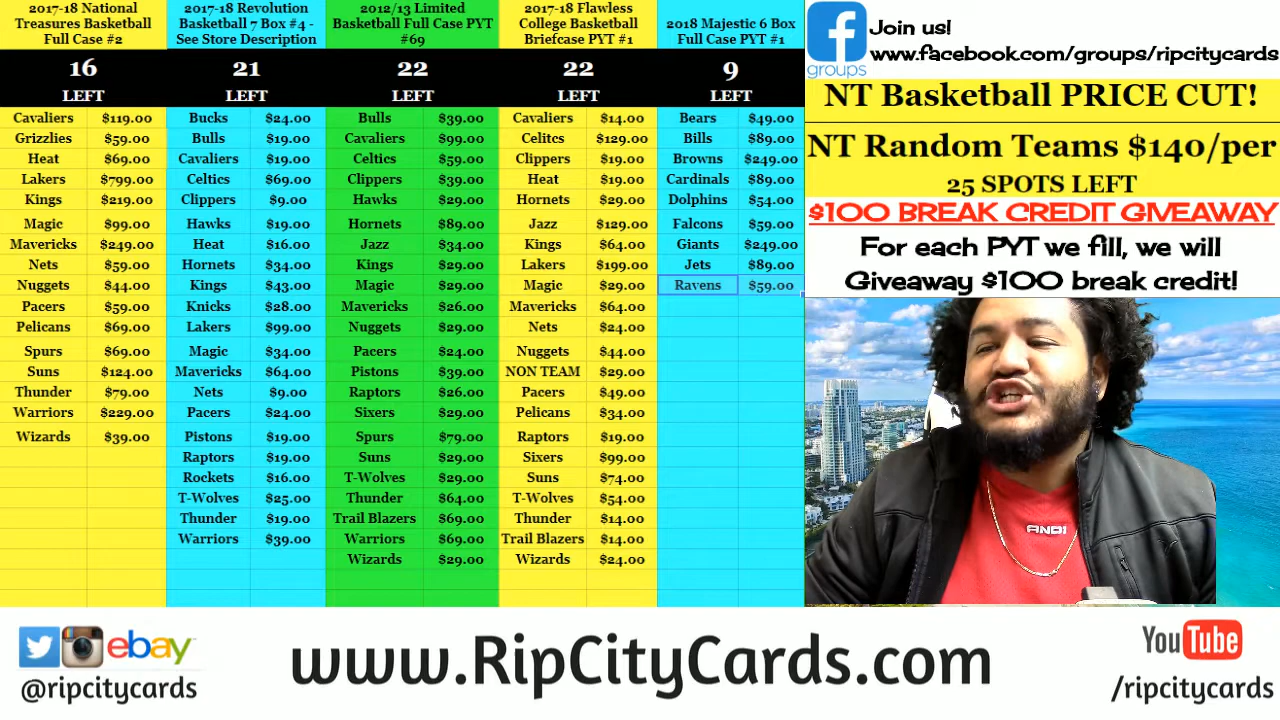 2017-18 National
Treasures Basketball
Full Case #2
16
LEFT
Cavaliers $119.00
Grizzlies $59.00
Heat $69.00
Lakers $799.00
Kings $219.00
Magic $99.00
Mavericks $249.00
Nets $59.00
Nuggets $44.00
Pacers $59.00
Pelicans $69.00
Spurs $69.00
Suns $124.00
Thunder $79.00
Warriors $229.00
Wizards $39.00
2017-18 Revolution
Basketball 7 Box #4 -
See Store Description
21
LEFT
Bucks $24.00
Bulls $19.00
Cavaliers $19.00
Celtics $69.00
Clippers $9.00
Hawks $19.00
Heat $16.00
Hornets $34.00
Kings $43.00
Knicks $28.00
Lakers $99.00
Magic $34.00
Mavericks $64.00
Nets $9.00
Pacers $24.00
Pistons $19.00
Raptors $19.00
Rockets $16.00
T-Wolves $25.00
Thunder $19.00
Warriors $39.00
2012/13 Limited
Basketball Full Case PYT
#69
22
LEFT
Bulls $39.00
Cavaliers $99.00
Celtics $59.00
Clippers $39.00
Hawks $29.00
Hornets $89.00
Jazz $34.00
Kings $29.00
Magic $29.00
Mavericks $26.00
Nuggets $29.00
Pacers $24.00
Pistons $39.00
Raptors $26.00
Sixers $29.00
Spurs $79.00
Suns $29.00
T-Wolves $29.00
Thunder $64.00
Trail Blazers $69.00
Warriors $69.00
Wizards $29.00
2017-18 Flawless
College Basketball
Briefcase PYT #1
22
LEFT
Cavaliers $14.00
Celitcs $129.00
Clippers $19.00
Heat $19.00
Hornets $29.00
Jazz $129.00
Kings $64.00
Lakers $199.00
Magic $29.00
Mavericks $64.00
Nets $24.00
Nuggets $44.00
NON TEAM $29.00
Pacers $49.00
Pelicans $34.00
Raptors $19.00
Sixers $99.00
Suns $74.00
T-Wolves $54.00
Thunder $14.00
Trail Blazers $14.00
Wizards $24.00
2018 Majestic 6 Box
Full Case PYT #1
9
LEFT
Bears $49.00
Bills $89.00
Browns $249.00
Cardinals $89.00
Dolphins $54.00
Falcons $59.00
Giants $249.00
Jets $89.00
Ravens $59.00
groups
Join us!
www.facebook.com/groups/ripcitycards
NT Basketball PRICE CUT!
NT Random Teams $140/per
25 SPOTS LEFT
$100 BREAK CREDIT GIVEAWAY
For each PYT we fill, we will
Giveaway $100 break credit!
AND1
ebay
@ripcitycards
www.RipCityCards.com
YouTube
/ripcitycards